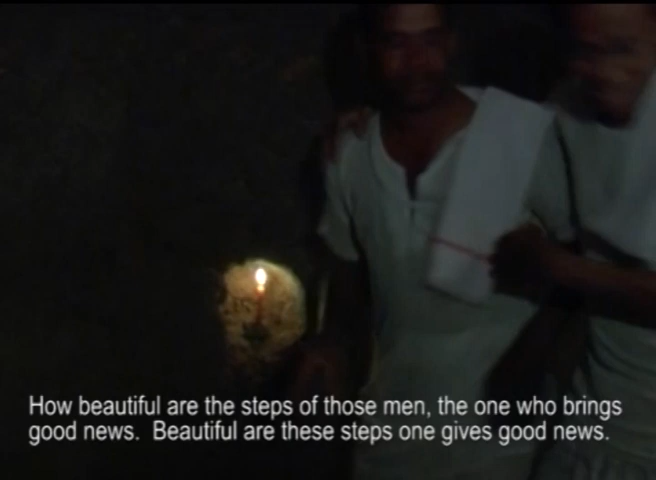 How beautiful are the steps of those men, the one who brings
good news.  Beautiful are these steps one gives good news.